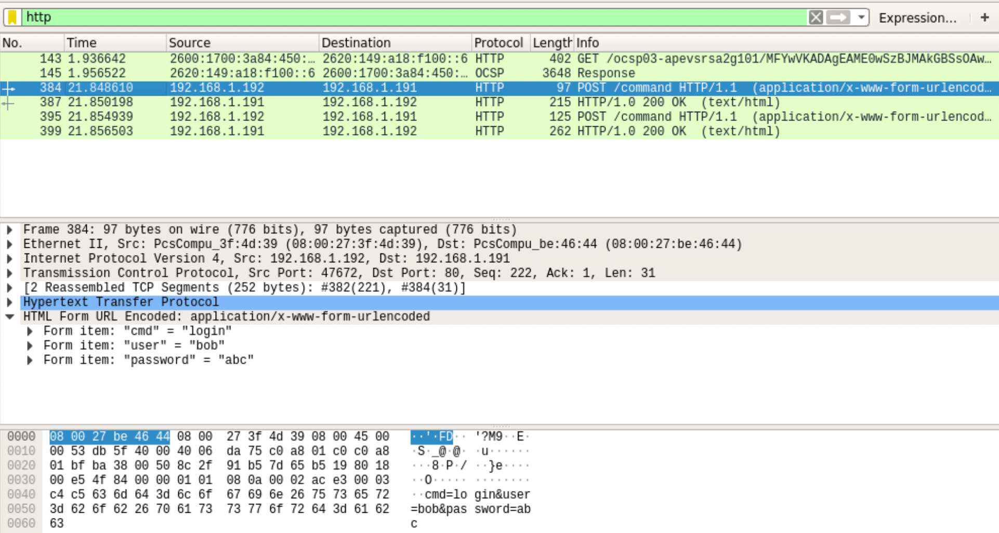 http Expression... +
No. Time Source Destination Protocol Length Info
143 1.936642 2600:1700:3a84:450:… 2620:149:a18:f100::6 HTTP 402 GET /ocsp03-apevsrsa2g101/MFYwVKADAgEAME0wSzBJMAkGBSsOAw…
145 1.956522 2620:149:a18:f100::6 2600:1700:3a84:450:… OCSP 3648 Response
384 21.848610 192.168.1.192 192.168.1.191 HTTP 97 POST /command HTTP/1.1 (application/x-www-form-urlencod…
387 21.850198 192.168.1.191 192.168.1.192 HTTP 215 HTTP/1.0 200 OK (text/html)
395 21.854939 192.168.1.192 192.168.1.191 HTTP 125 POST /command HTTP/1.1 (application/x-www-form-urlencod…
399 21.856503 192.168.1.191 192.168.1.192 HTTP 262 HTTP/1.0 200 OK (text/html)
Frame 384: 97 bytes on wire (776 bits), 97 bytes captured (776 bits)
Ethernet II, Src: PcsCompu_3f:4d:39 (08:00:27:3f:4d:39), Dst: PcsCompu_be:46:44 (08:00:27:be:46:44)
Internet Protocol Version 4, Src: 192.168.1.192, Dst: 192.168.1.191
Transmission Control Protocol, Src Port: 47672, Dst Port: 80, Seq: 222, Ack: 1, Len: 31
[2 Reassembled TCP Segments (252 bytes): #382(221), #384(31)]
Hypertext Transfer Protocol
HTML Form URL Encoded: application/x-www-form-urlencoded
Form item: "cmd" = "login"
Form item: "user" = "bob"
Form item: "password" = "abc"
0000 08 00 27 be 46 44 08 00 27 3f 4d 39 08 00 45 00 ··'·FD·· '?M9··E·
0010 00 53 db 5f 40 00 40 06 da 75 c0 a8 01 c0 c0 a8 ·S·_@·@· ·u······
0020 01 bf ba 38 00 50 8c 2f 91 b5 7d 65 b5 19 80 18 ···8·P·/ ··}e····
0030 00 e5 4f 84 00 00 01 01 08 0a 00 02 ac e3 00 03 ··O····· ········
0040 c4 c5 63 6d 64 3d 6c 6f 67 69 6e 26 75 73 65 72 ··cmd=lo gin&user
0050 3d 62 6f 62 26 70 61 73 73 77 6f 72 64 3d 61 62 =bob&pas sword=ab
0060 63 c